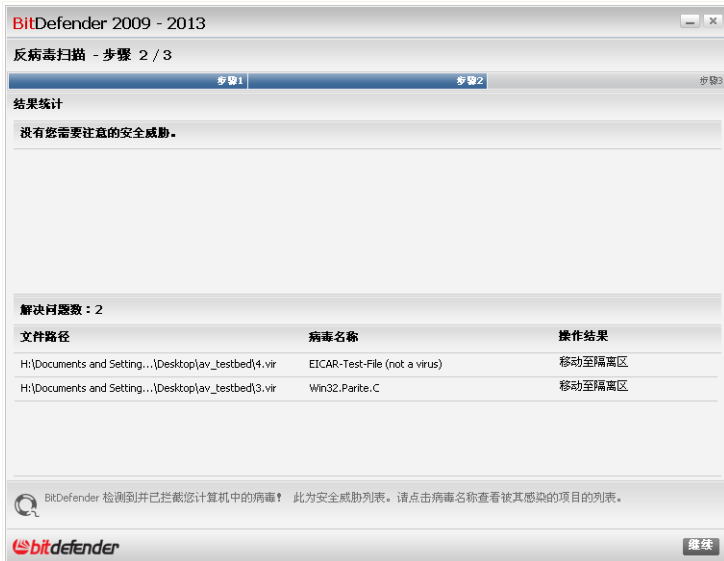 BitDefender 2009 - 2013
反病毒扫描 - 步骤 2 / 3
步骤1 步骤2 步骤3
结果统计
没有您需要注意的安全威胁。
解决问题数：2
文件路径 病毒名称 操作结果
H:\Documents and Setting...\Desktop\av_testbed\4.vir EICAR-Test-File (not a virus) 移动至隔离区
H:\Documents and Setting...\Desktop\av_testbed\3.vir Win32.Parite.C 移动至隔离区
BitDefender 检测到并已拦截您计算机中的病毒！ 此为安全威胁列表。请点击病毒名称查看被其感染的项目的列表。
bitdefender
继续